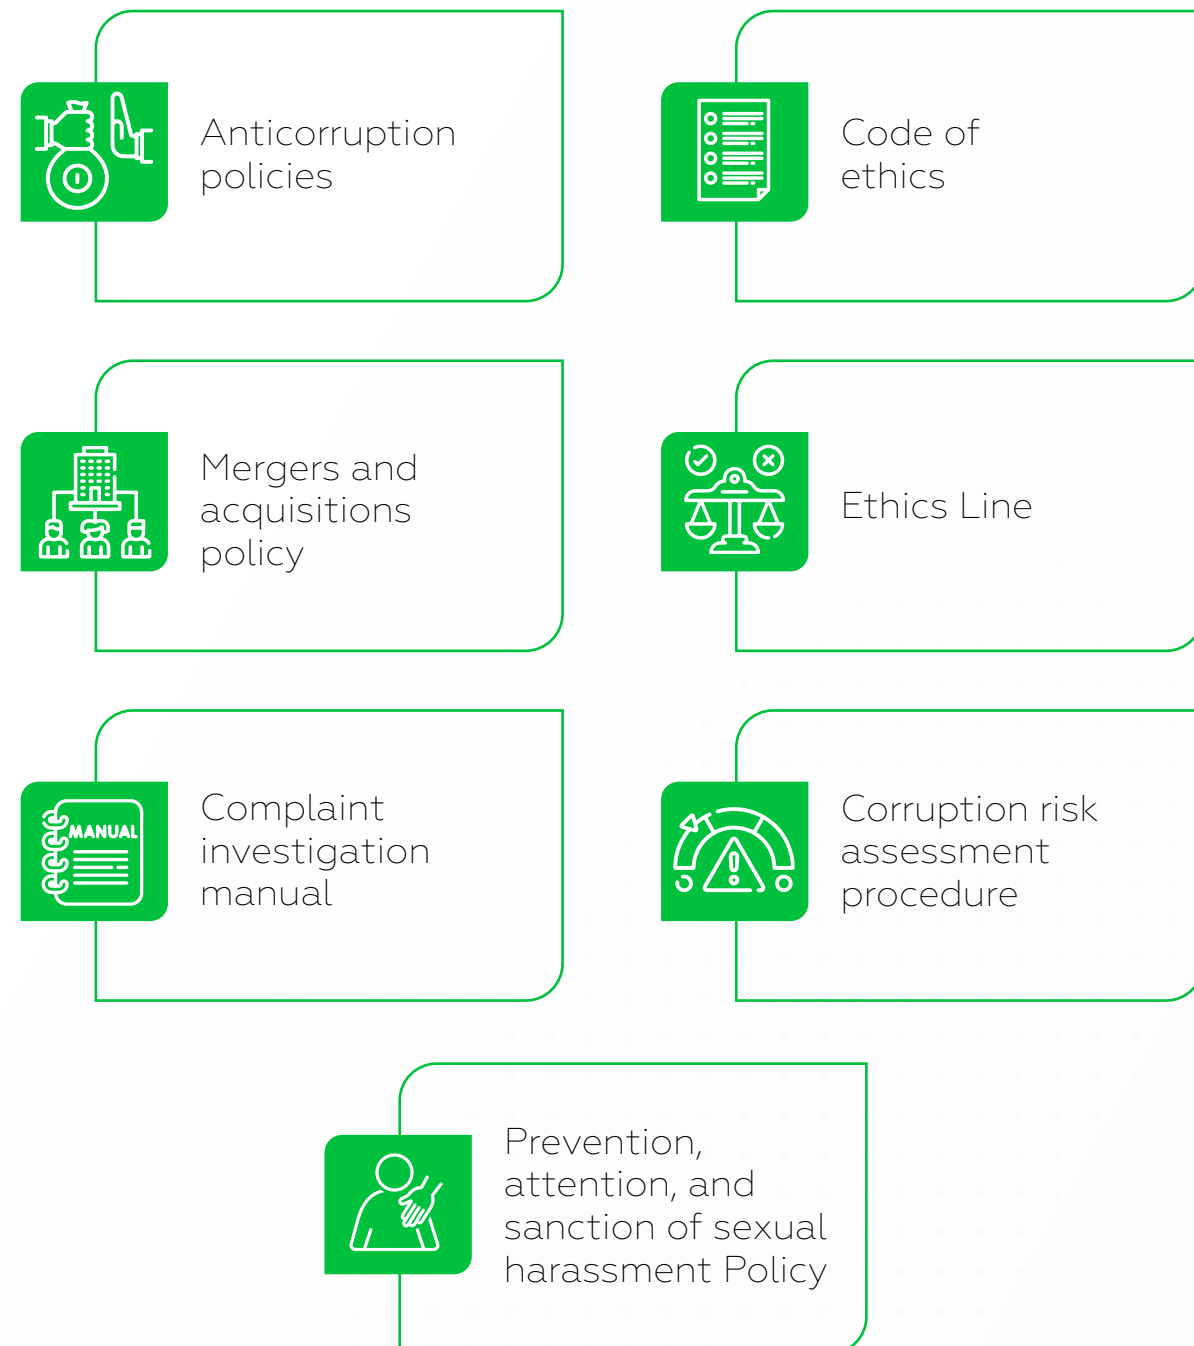 Anticorruption
policies
Code of
ethics
Mergers and
acquisitions
policy
Ethics Line
MANUAL
Complaint
investigation
manual
Corruption risk
assessment
procedure
Prevention,
attention, and
sanction of sexual
harassment Policy